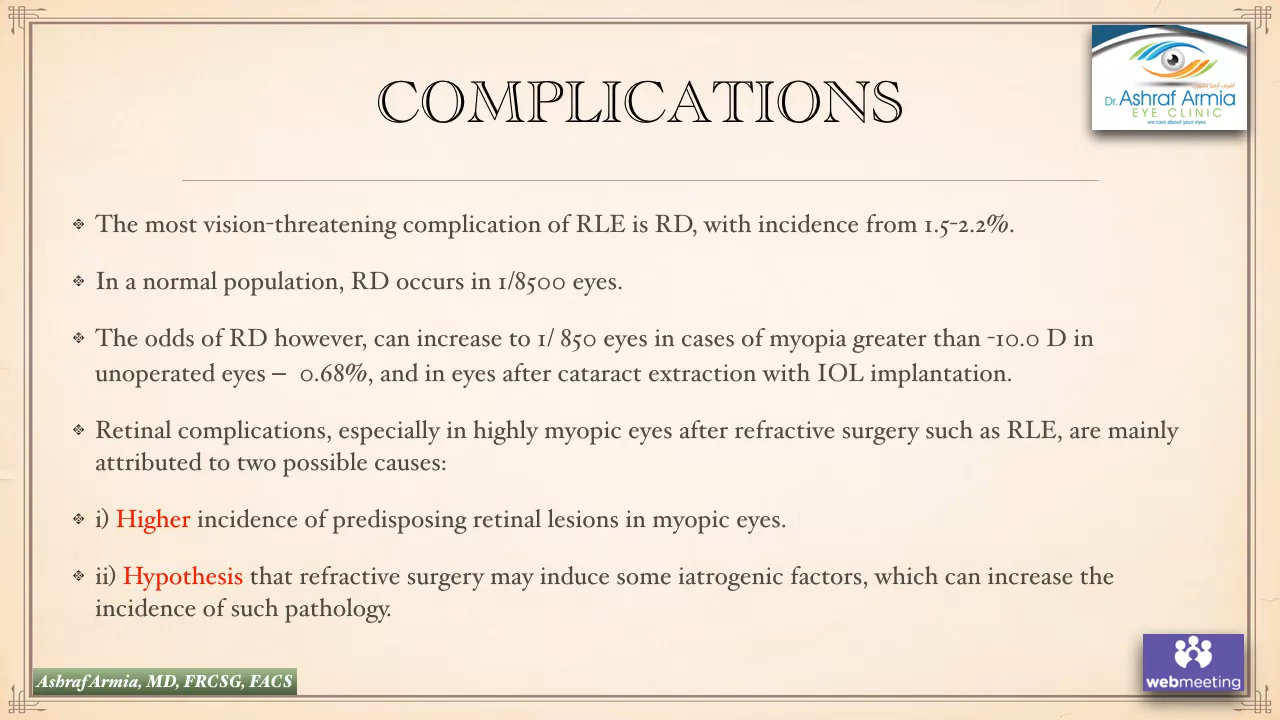 COMPLICATIONS
Dr. Ashraf Armia
EYE CLINIC
we care about your eyes
❖ The most vision-threatening complication of RLE is RD, with incidence from 1.5-2.2%.
❖ In a normal population, RD occurs in 1/8500 eyes.
❖ The odds of RD however, can increase to 1/ 850 eyes in cases of myopia greater than -10.0 D in
unoperated eyes – 0.68%, and in eyes after cataract extraction with IOL implantation.
❖ Retinal complications, especially in highly myopic eyes after refractive surgery such as RLE, are mainly
attributed to two possible causes:
❖ i) Higher incidence of predisposing retinal lesions in myopic eyes.
❖ ii) Hypothesis that refractive surgery may induce some iatrogenic factors, which can increase the
incidence of such pathology.
Ashraf Armia, MD, FRCSG, FACS
webmeeting